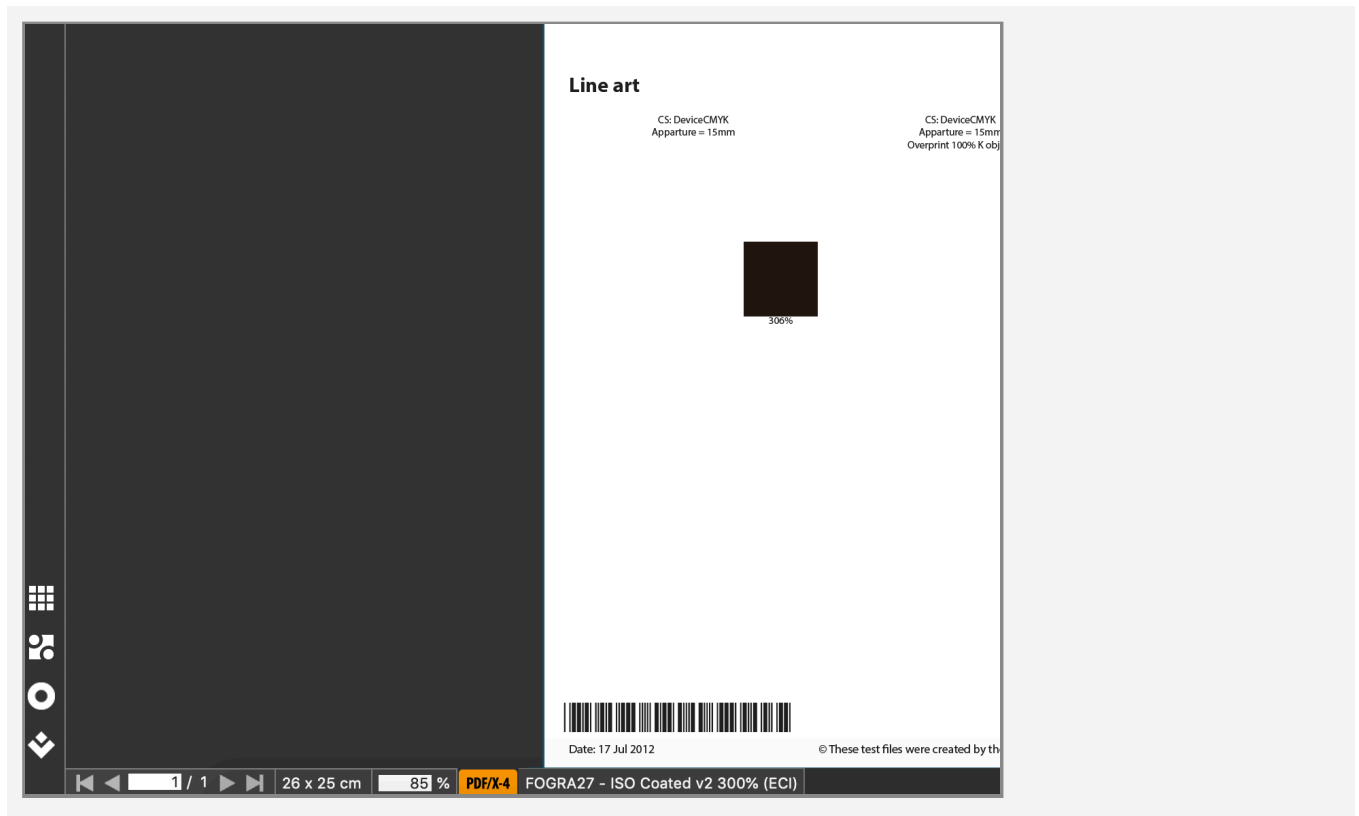 Line art
CS: DeviceCMYK
Apparture = 15mm
CS: DeviceCMYK
Apparture = 15mm
Overprint 100% K obj
306%
Date: 17 Jul 2012
© These test files were created by th
1 / 1
26 x 25 cm
85 %
PDF/X-4
FOGRA27 - ISO Coated v2 300% (ECI)